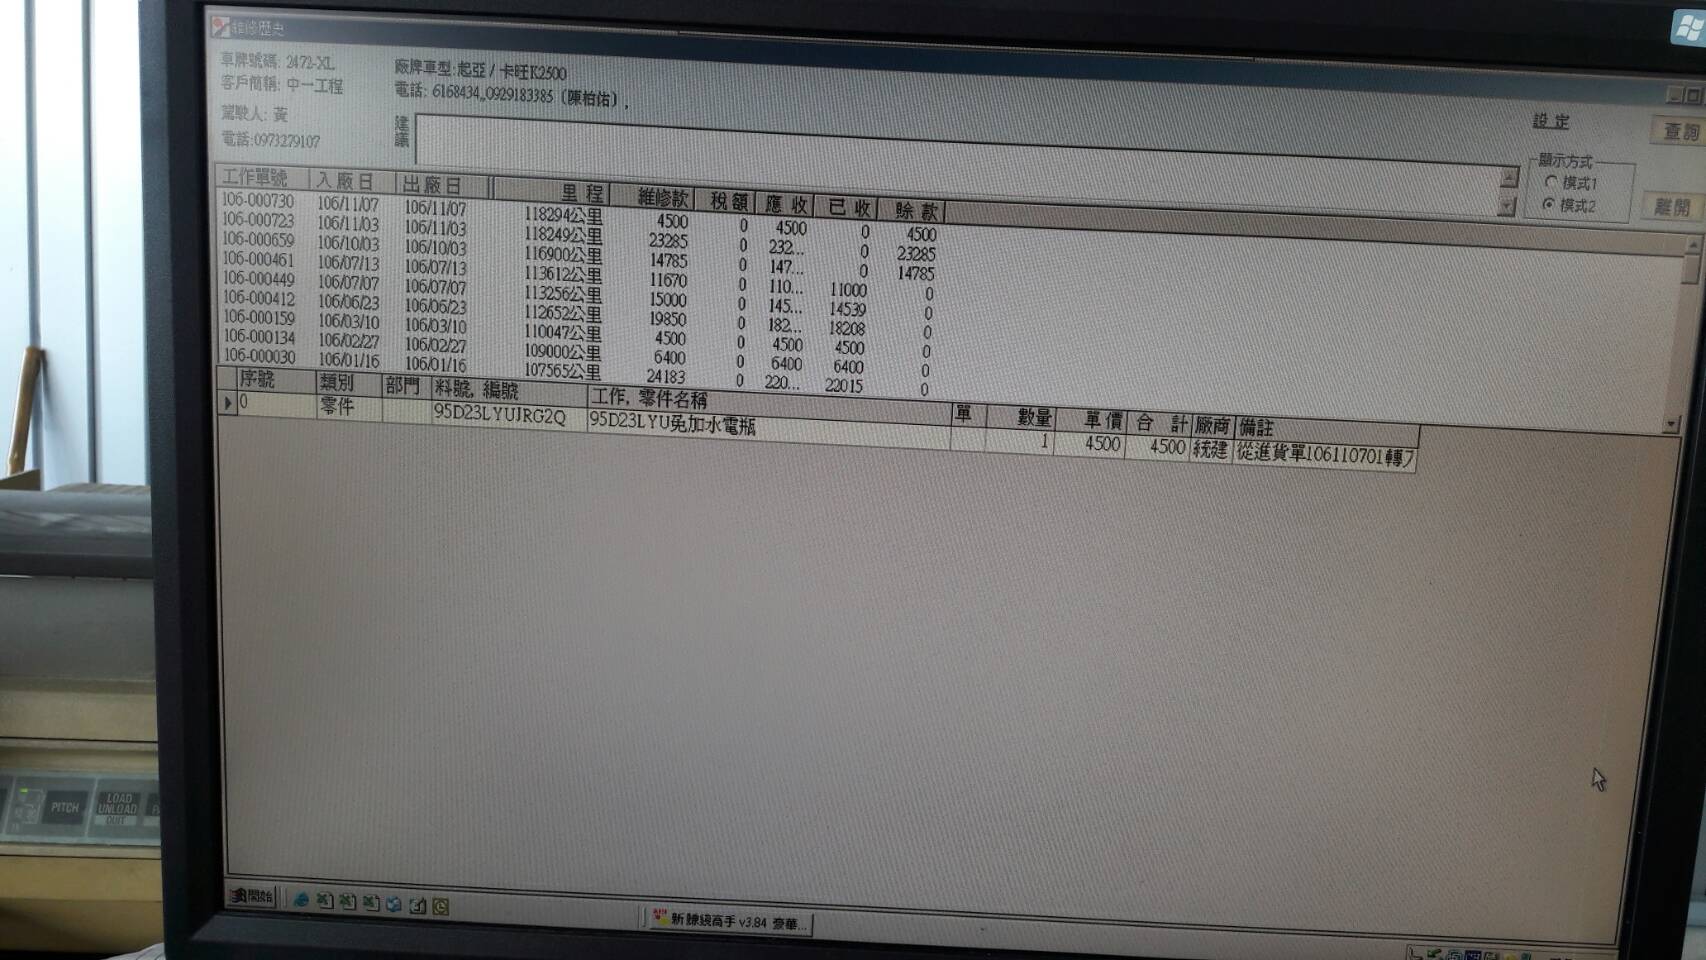 維修歷史
車牌號碼: 2472-XL 廠牌車型: 起亞 / 卡旺K2500
客戶簡稱: 中一工程 電話: 6168434,,0929183385〔陳柏佑〕,
駕駛人: 黃
電話:0973279107 建議
設 定 查詢
顯示方式
模式1
模式2 離開
工作單號 入 廠 日 出 廠 日 里 程 維修款 稅 額 應 收 已 收 賒 款
106-000730 106/11/07 106/11/07 118294公里 4500 0 4500 0 4500
106-000723 106/11/03 106/11/03 118249公里 23285 0 232... 0 23285
106-000659 106/10/03 106/10/03 116900公里 14785 0 147... 0 14785
106-000461 106/07/13 106/07/13 113612公里 11670 0 110... 11000 0
106-000449 106/07/07 106/07/07 113256公里 15000 0 145... 14539 0
106-000412 106/06/23 106/06/23 112652公里 19850 0 182... 18208 0
106-000159 106/03/10 106/03/10 110047公里 4500 0 4500 4500 0
106-000134 106/02/27 106/02/27 109000公里 6400 0 6400 6400 0
106-000030 106/01/16 106/01/16 107565公里 24183 0 220... 22015 0
序號 類別 部門 料號, 編號 工作, 零件名稱 單 數量 單 價 合 計 廠商 備註
0 零件 95D23LYUJRG2Q 95D23LYU免加水電瓶 1 4500 4500 統建 從進貨單106110701轉
PITCH
LOAD
UNLOAD
QUIT
開始
v3.84 豪華...